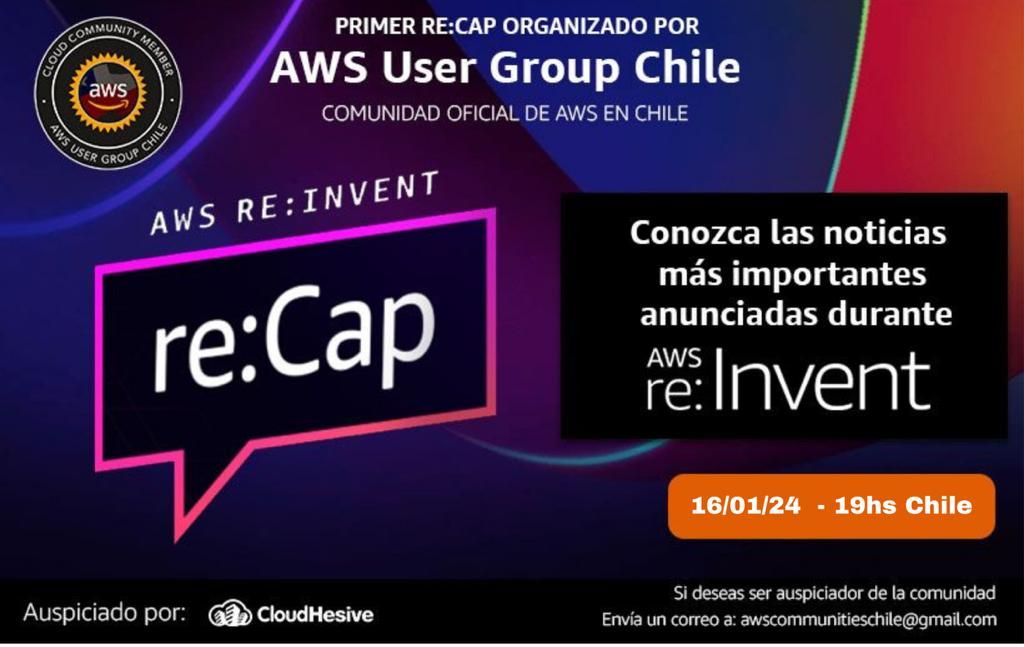 CLOUD COMMUNITY MEMBER
aws
AWS USER GROUP CHILE
PRIMER RE:CAP ORGANIZADO POR
AWS User Group Chile
COMUNIDAD OFICIAL DE AWS EN CHILE
AWS RE:INVENT
re:Cap
Conozca las noticias
más importantes
anunciadas durante
AWS
re:Invent
16/01/24 - 19hs Chile
Auspiciado por: CloudHesive
Si deseas ser auspiciador de la comunidad
Envía un correo a: awscommunitieschile@gmail.com